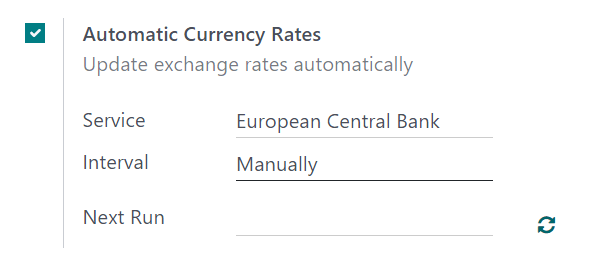 Automatic Currency Rates
Update exchange rates automatically
Service European Central Bank
Interval Manually
Next Run